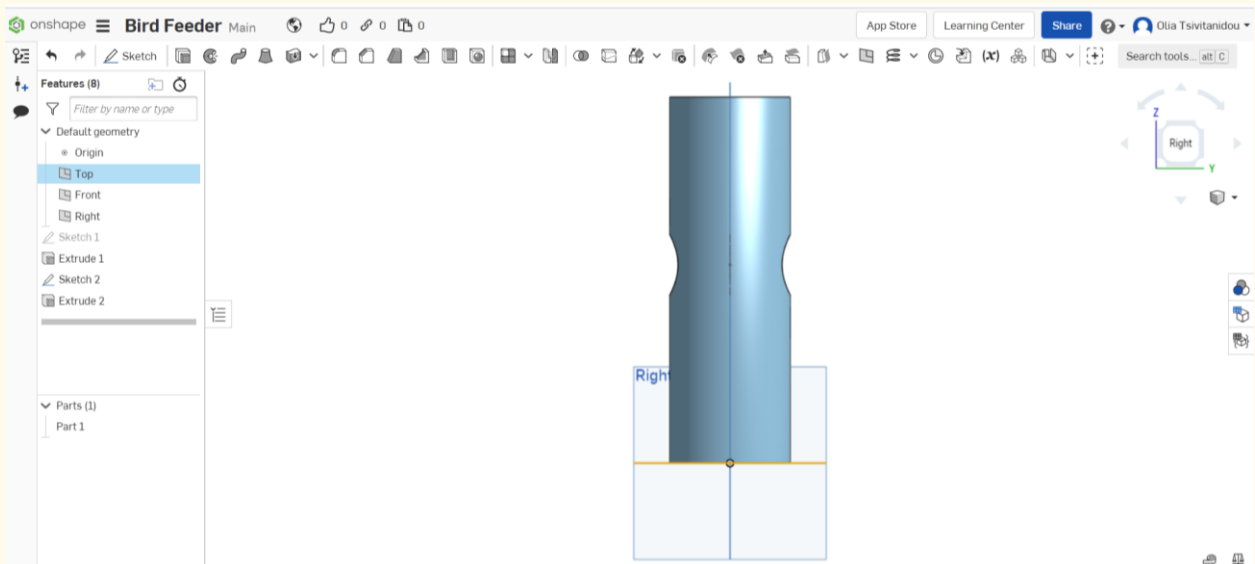 onshape Bird Feeder Main 0 0 0 App Store Learning Center Share Olia Tsivitanidou
Sketch (x) Search tools... alt C
Features (8)
Filter by name or type
Default geometry
Origin
Top
Front
Right
Sketch 1
Extrude 1
Sketch 2
Extrude 2
Parts (1)
Part 1
Right
Z
Right
Y